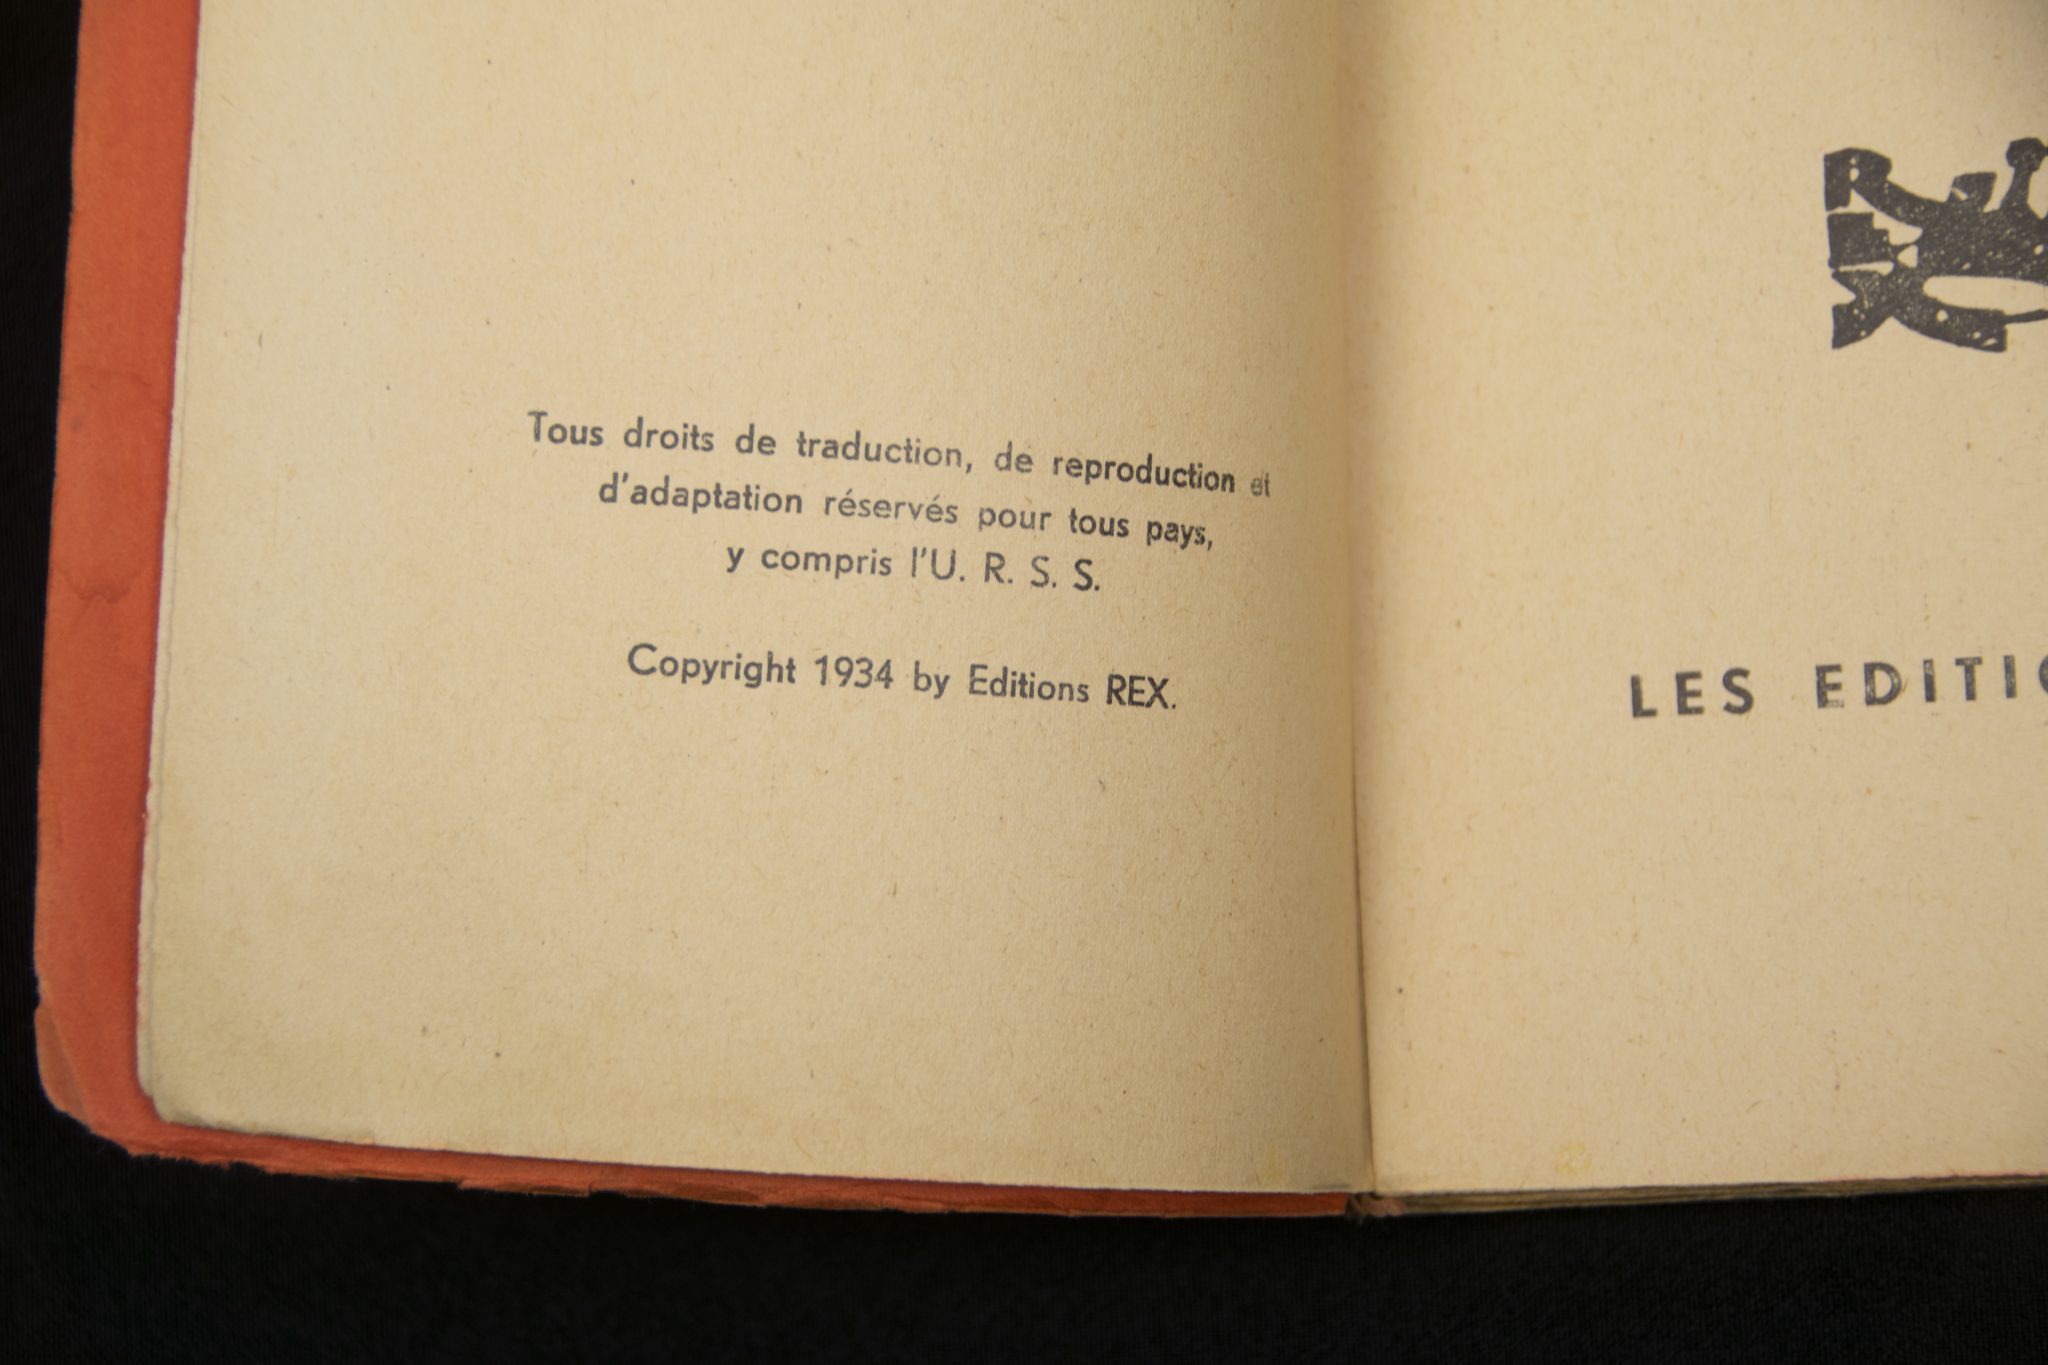 Tous droits de traduction, de reproduction et
d'adaptation réservés pour tous pays,
y compris l'U. R. S. S.
Copyright 1934 by Editions REX.
REX
LES